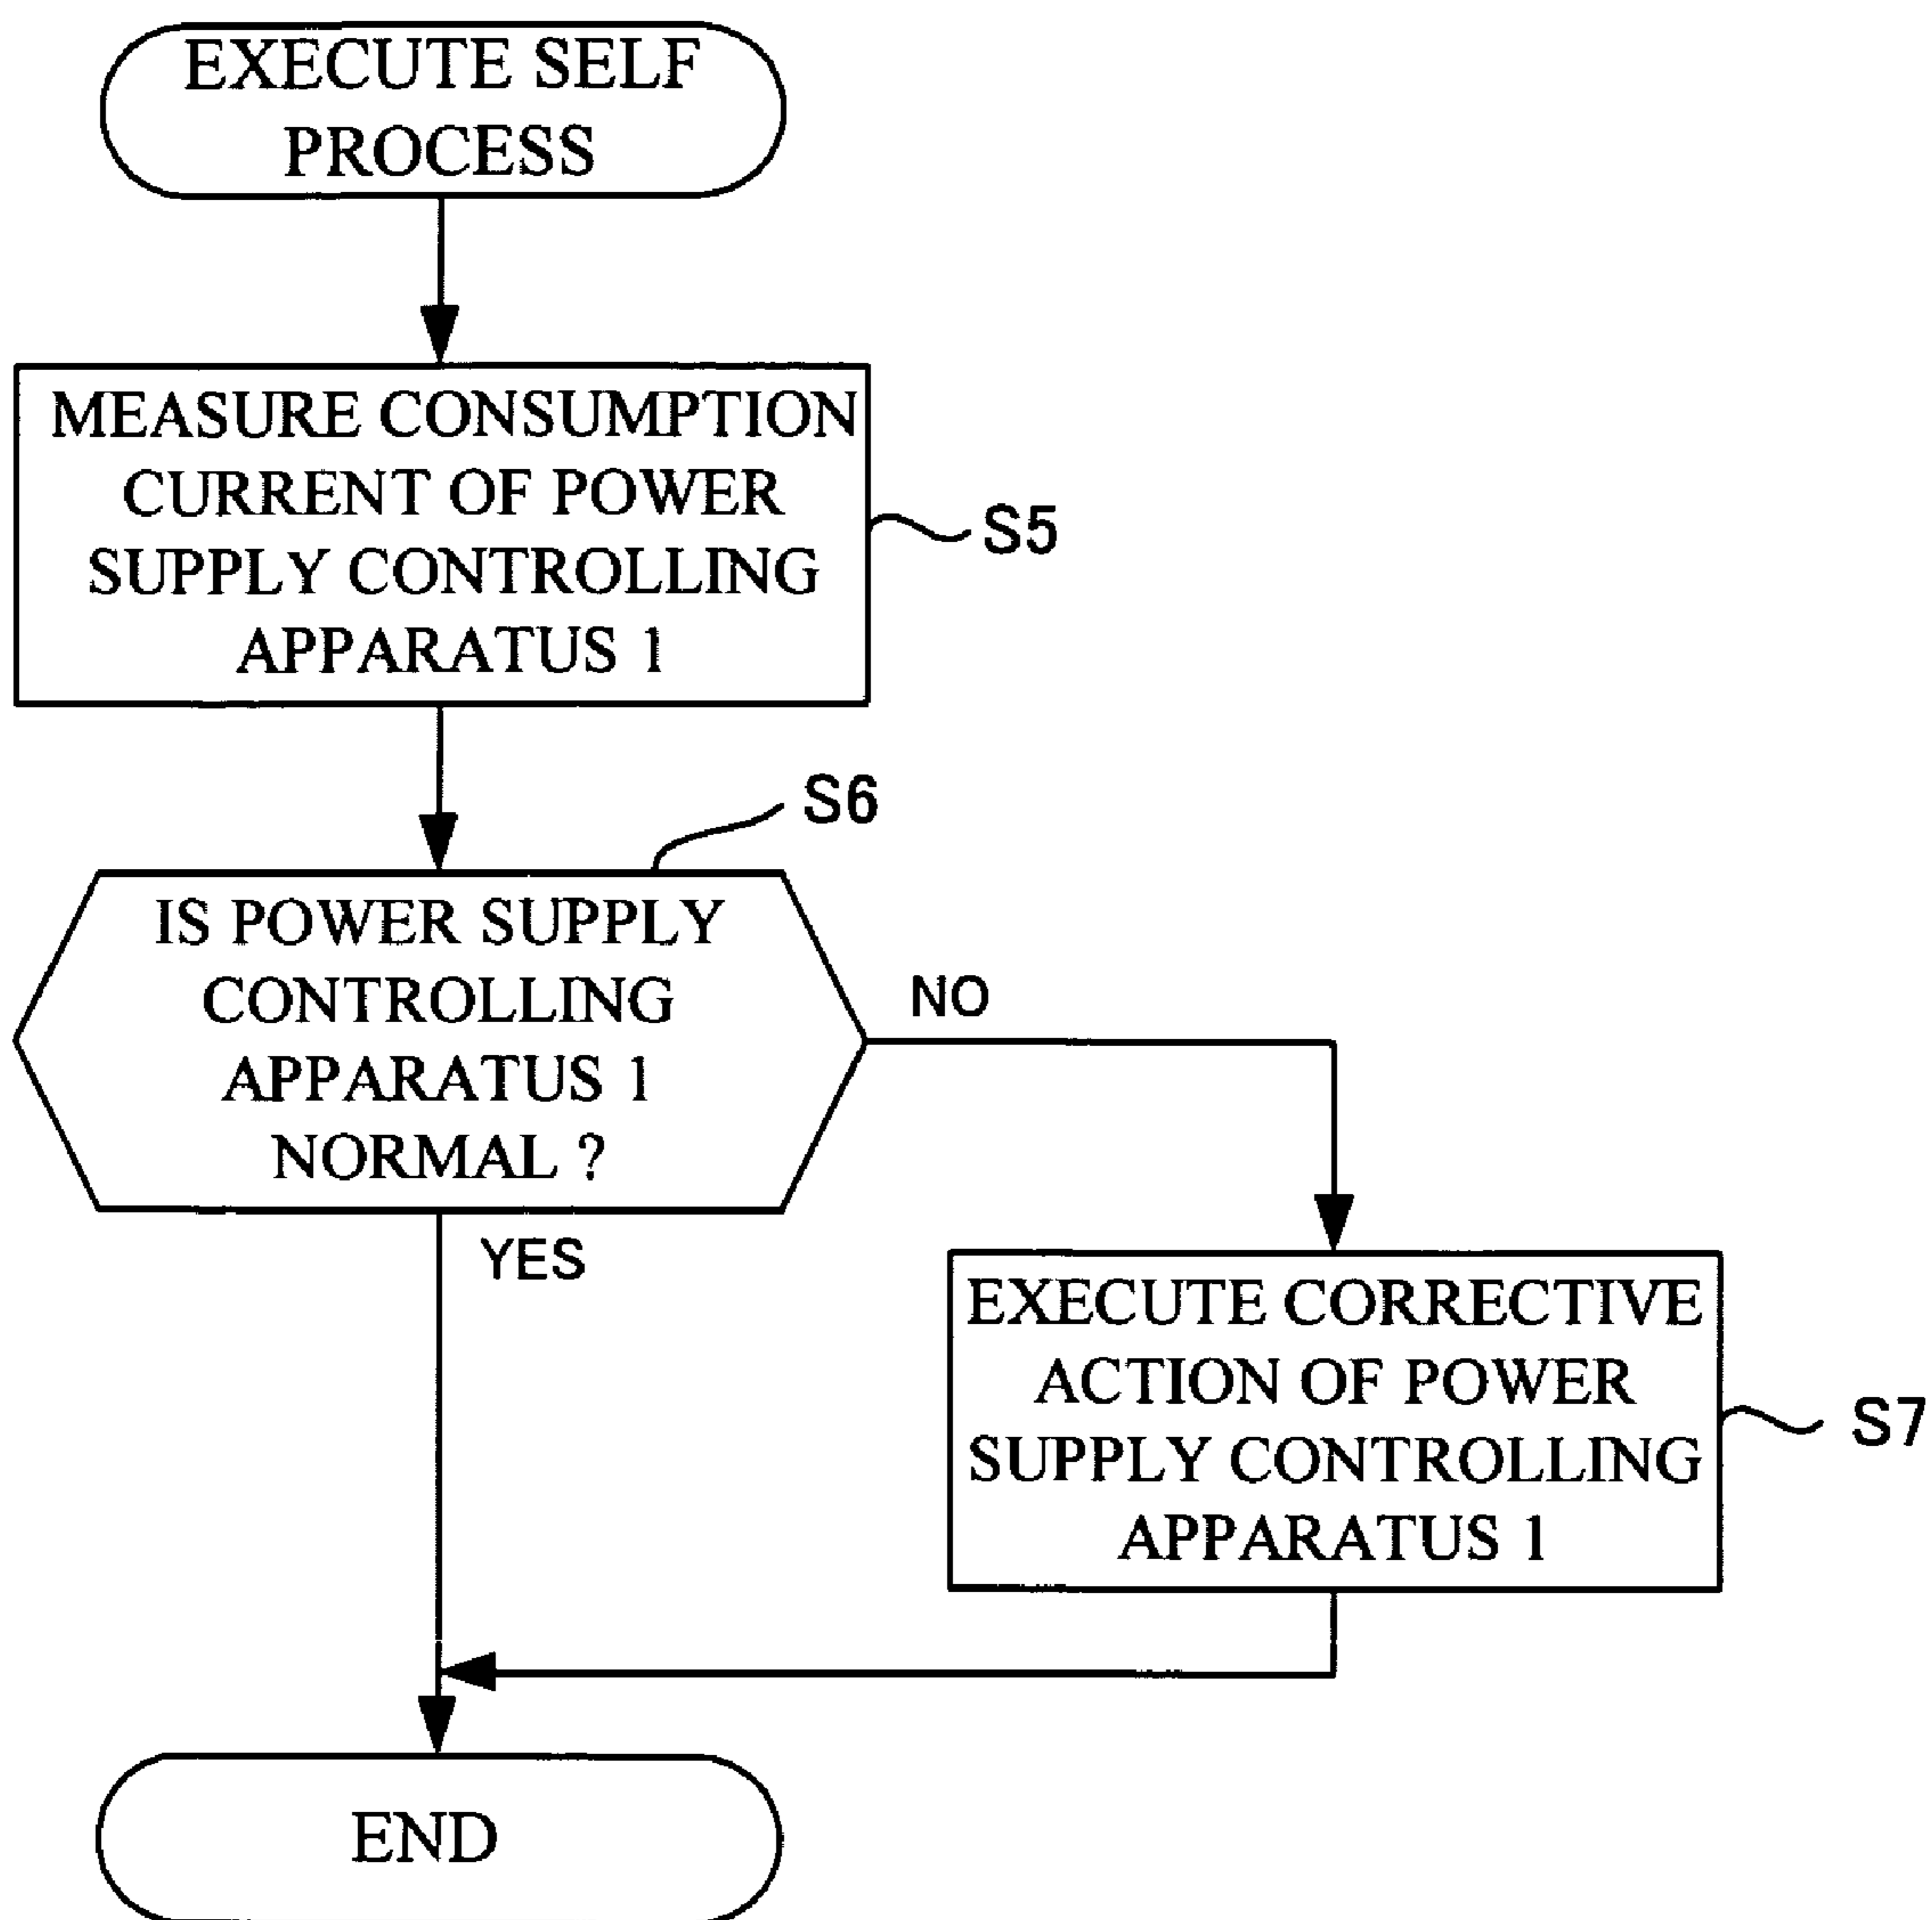 EXECUTE SELF
PROCESS
MEASURE CONSUMPTION
CURRENT OF POWER
SUPPLY CONTROLLING
APPARATUS 1
S5
S6
IS POWER SUPPLY
CONTROLLING
APPARATUS 1
NORMAL ?
NO
YES
EXECUTE CORRECTIVE
ACTION OF POWER
SUPPLY CONTROLLING
APPARATUS 1
S7
END